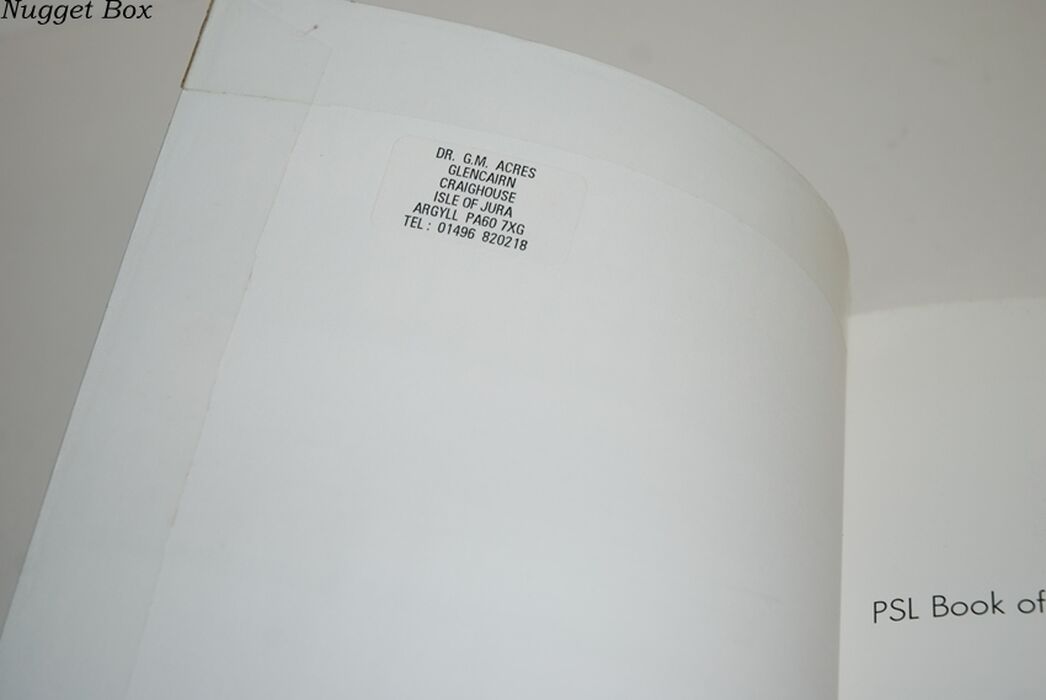 Nugget Box
DR. G.M. ACRES
GLENCAIRN
CRAIGHOUSE
ISLE OF JURA
ARGYLL PA60 7XG
TEL: 01496 820218
PSL Book of